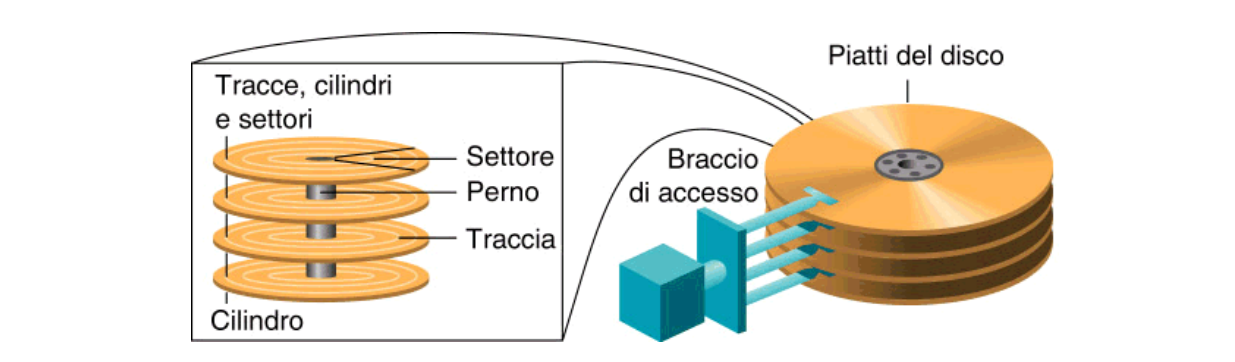 Tracce, cilindri
e settori
Settore
Perno
Traccia
Cilindro
Piatti del disco
Braccio
di accesso